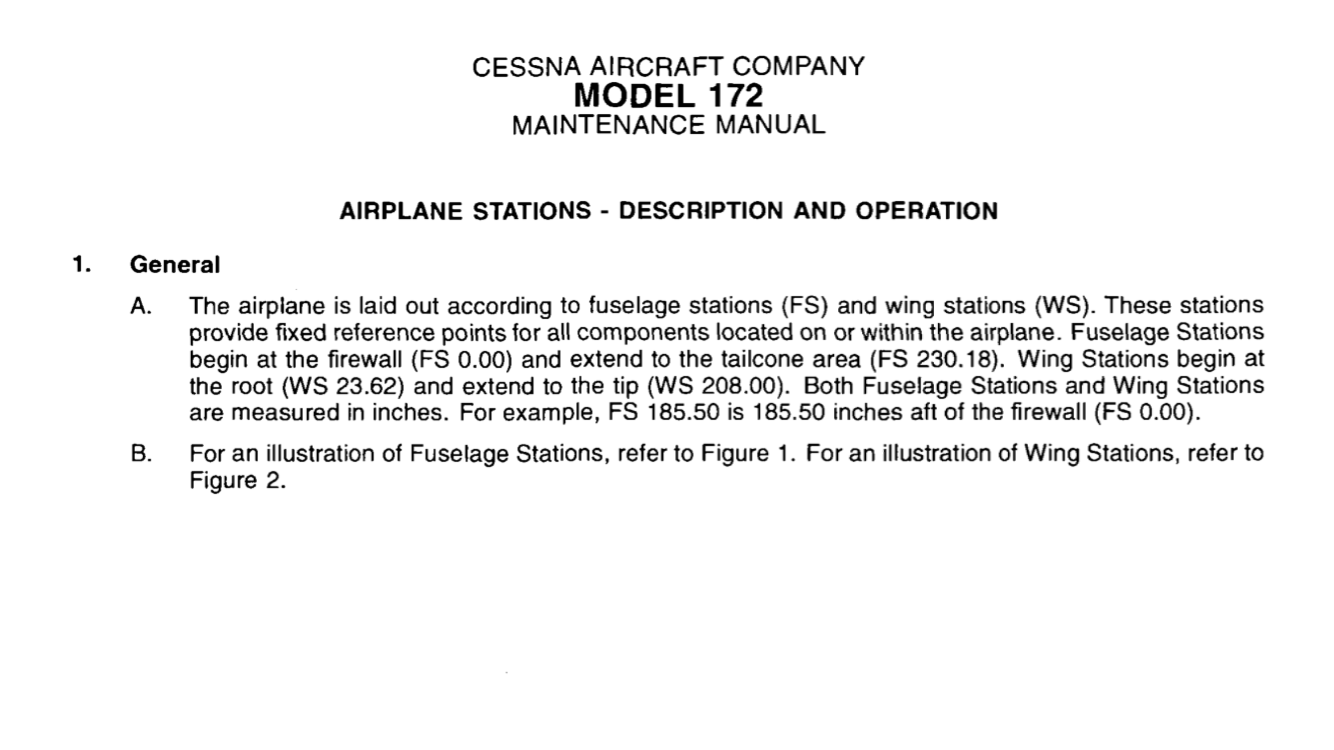 CESSNA AIRCRAFT COMPANY
MODEL 172
MAINTENANCE MANUAL
AIRPLANE STATIONS - DESCRIPTION AND OPERATION
1. General
A. The airplane is laid out according to fuselage stations (FS) and wing stations (WS). These stations
provide fixed reference points for all components located on or within the airplane. Fuselage Stations
begin at the firewall (FS 0.00) and extend to the tailcone area (FS 230.18). Wing Stations begin at
the root (WS 23.62) and extend to the tip (WS 208.00). Both Fuselage Stations and Wing Stations
are measured in inches. For example, FS 185.50 is 185.50 inches aft of the firewall (FS 0.00).
B. For an illustration of Fuselage Stations, refer to Figure 1. For an illustration of Wing Stations, refer to
Figure 2.